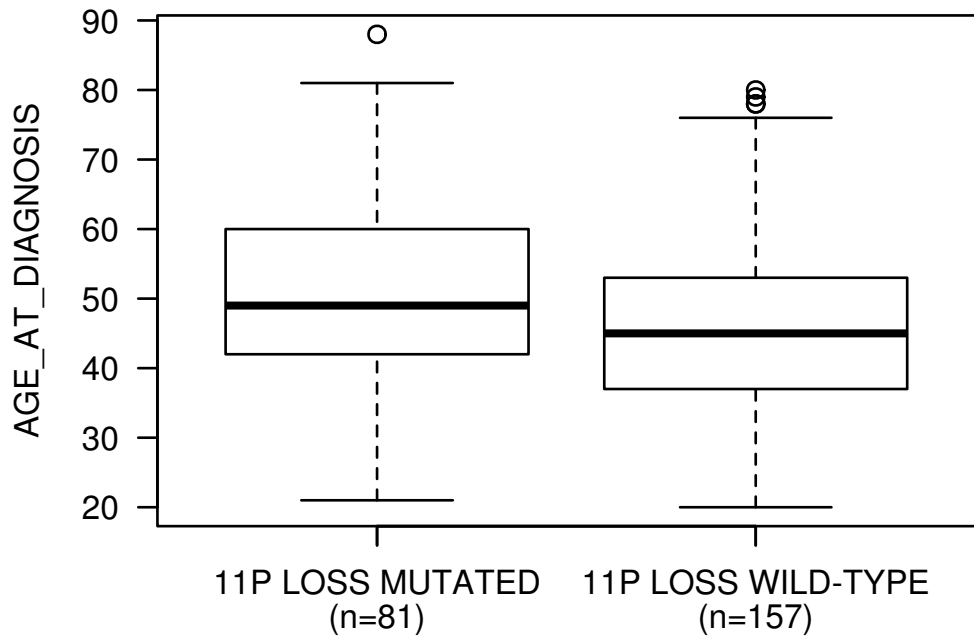 AGE_AT_DIAGNOSIS
90
80
70
60
50
40
30
20
11P LOSS MUTATED
(n=81)
11P LOSS WILD-TYPE
(n=157)